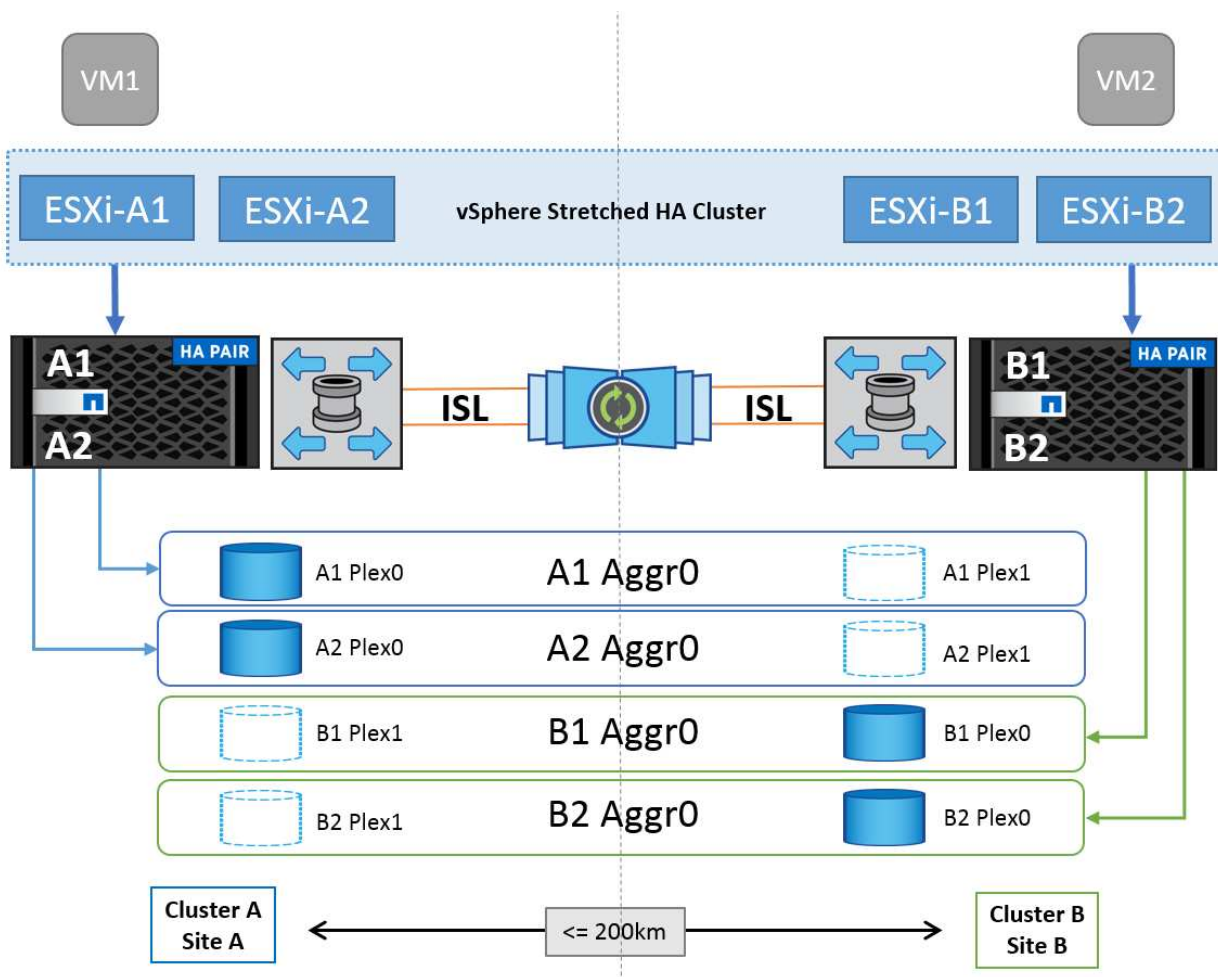 VM1
VM2
ESXi-A1
ESXi-A2
vSphere Stretched HA Cluster
ESXi-B1
ESXi-B2
A1
HA PAIR
A2
ISL
ISL
B1
HA PAIR
B2
A1 Plex0
A1 Aggr0
A1 Plex1
A2 Plex0
A2 Aggr0
A2 Plex1
B1 Plex1
B1 Aggr0
B1 Plex0
B2 Plex1
B2 Aggr0
B2 Plex0
Cluster A
Site A
<= 200km
Cluster B
Site B